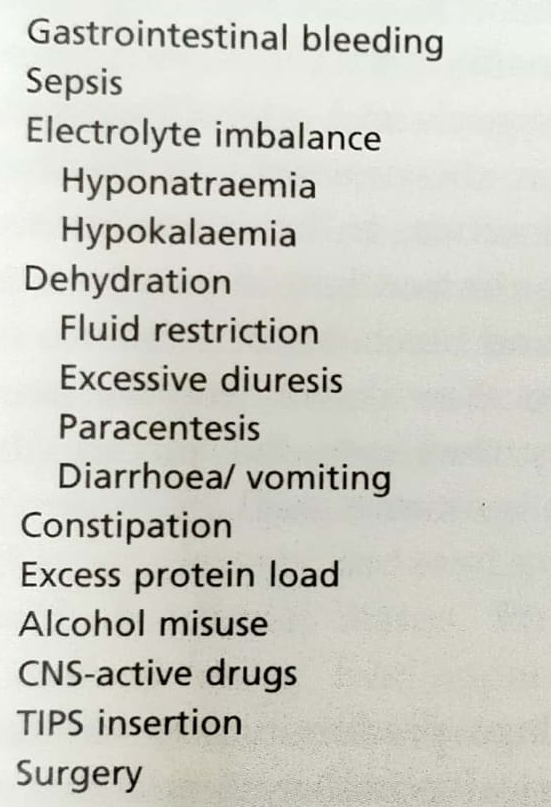 Gastrointestinal bleeding
Sepsis
Electrolyte imbalance
Hyponatraemia
Hypokalaemia
Dehydration
Fluid restriction
Excessive diuresis
Paracentesis
Diarrhoea/ vomiting
Constipation
Excess protein load
Alcohol misuse
CNS-active drugs
TIPS insertion
Surgery